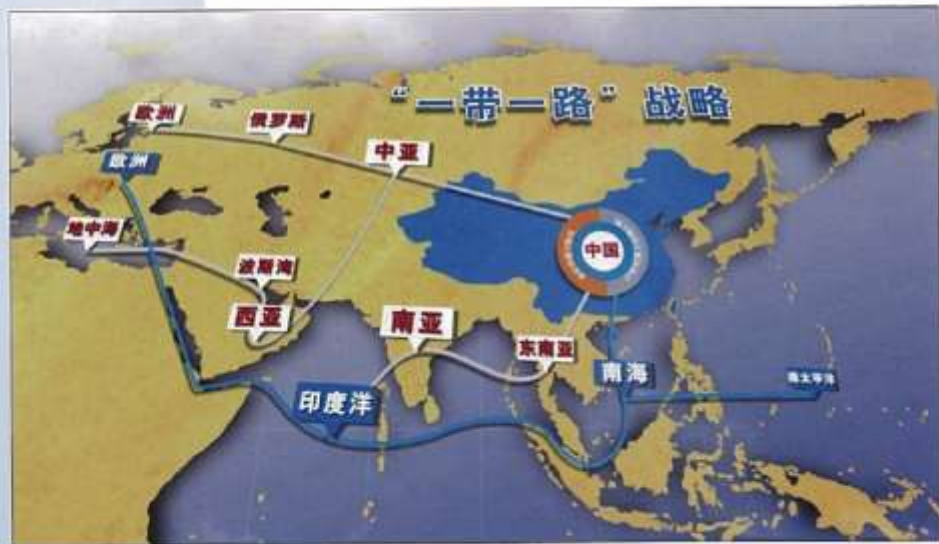 “一带一路”战略
欧洲
俄罗斯
中亚
欧洲
地中海
波斯湾
西亚
南亚
东南亚
中国
南海
南太平洋
印度洋